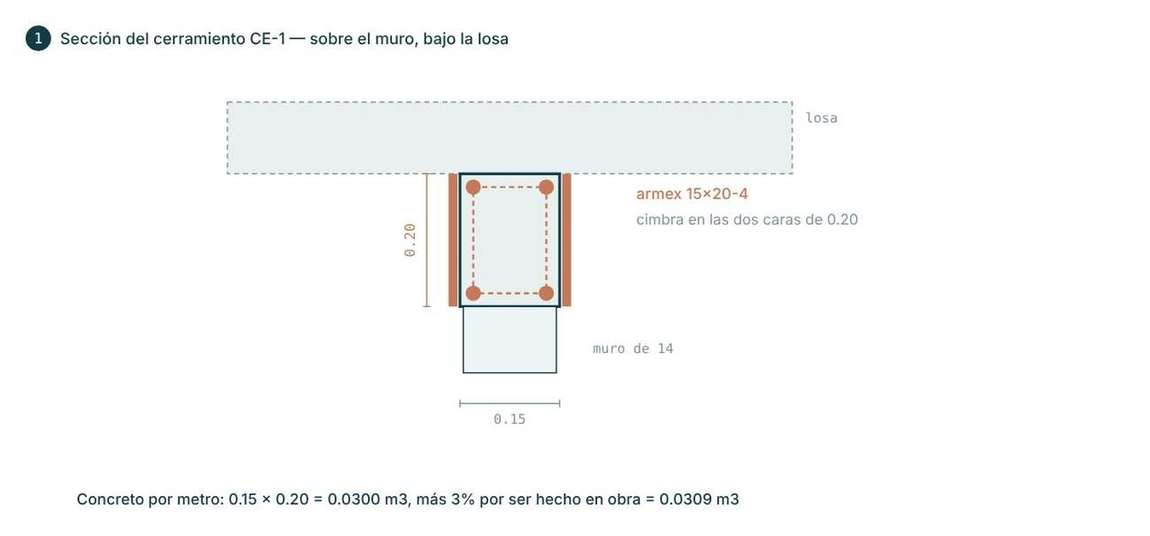 1 Sección del cerramiento CE-1 — sobre el muro, bajo la losa
losa
armex 15×20-4
cimbra en las dos caras de 0.20
0.20
muro de 14
0.15
Concreto por metro: 0.15 × 0.20 = 0.0300 m3, más 3% por ser hecho en obra = 0.0309 m3